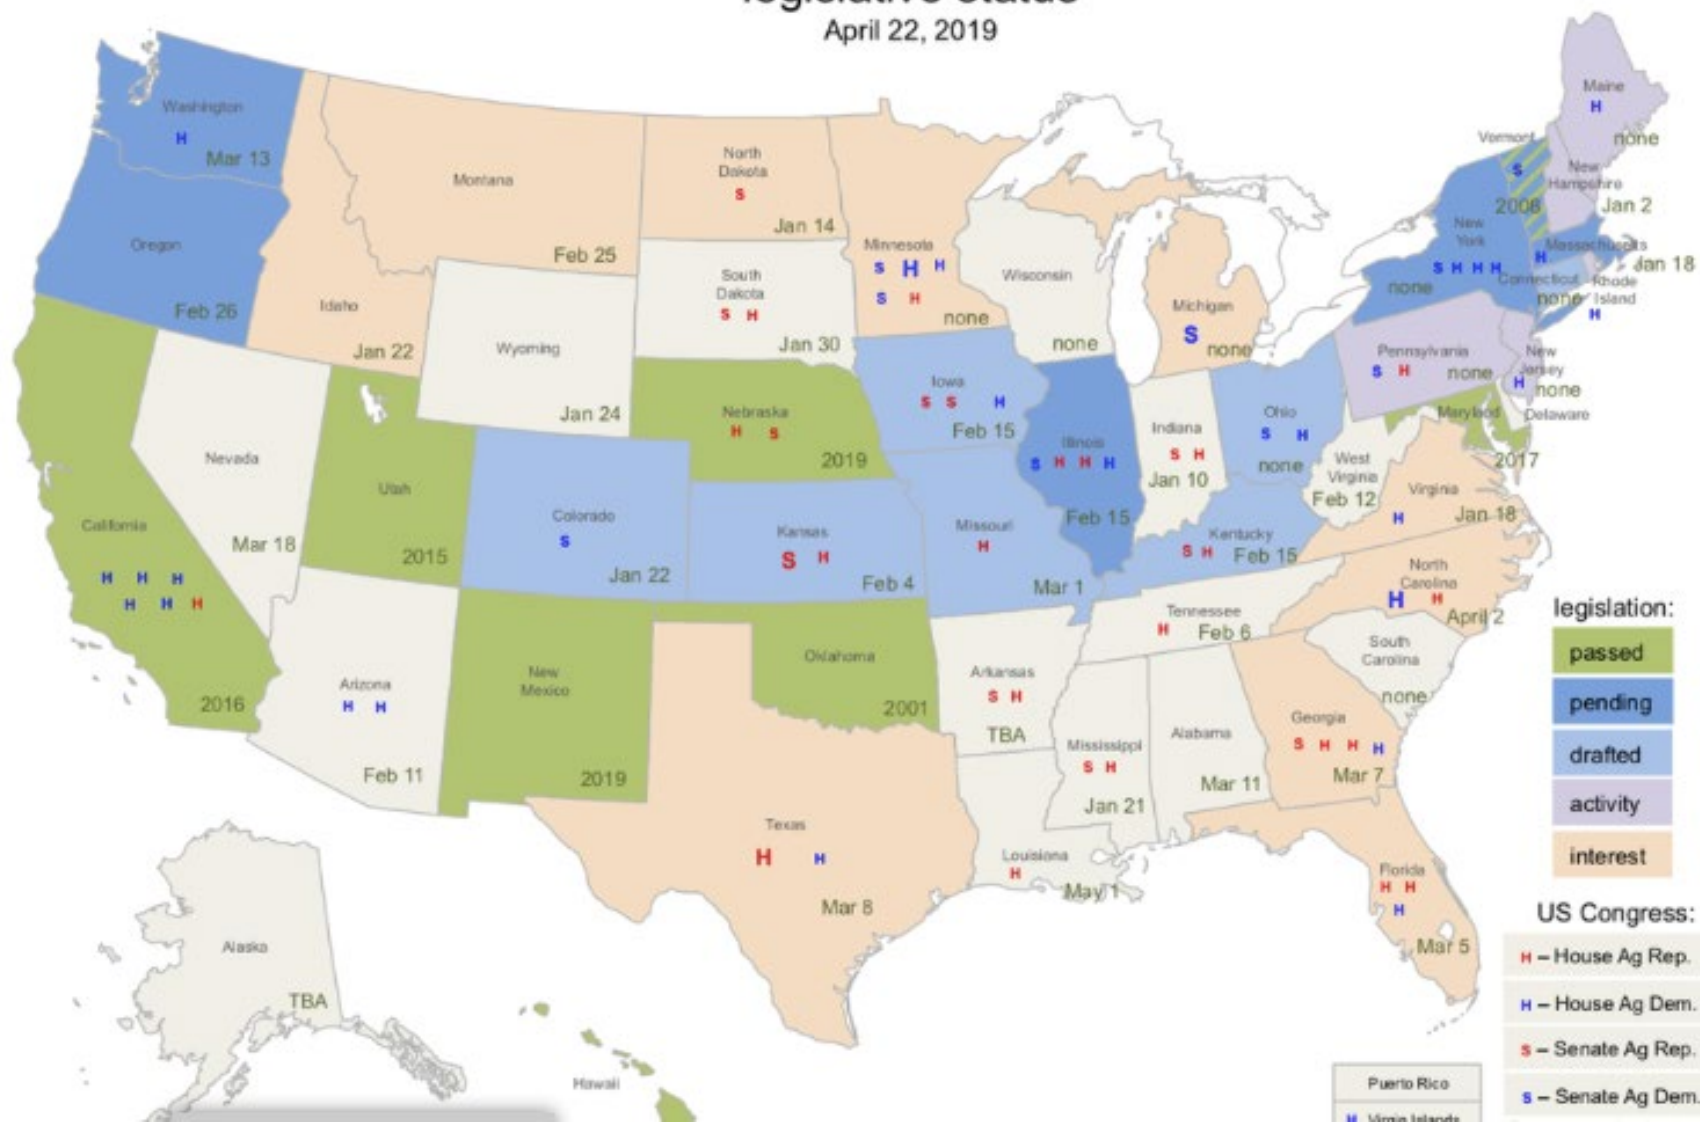 April 22, 2019
Washington
H
Mar 13
Oregon
Feb 26
Montana
Feb 25
Idaho
Jan 22
North
Dakota
S
Jan 14
South
Dakota
S H
Jan 30
Wyoming
Jan 24
Minnesota
S H H
S H
none
Wisconsin
none
Michigan
S
none
Maine
H
none
Vermont
S
2008
New
Hampshire
Jan 2
New
York
S H H H
none
Massachusetts
H
Jan 18
Connecticut
none
Rhode
Island
H
Pennsylvania
S H
none
New
Jersey
H
none
Maryland
2017
Delaware
California
H H H
H H H
2016
Nevada
Mar 18
Utah
2015
Colorado
S
Jan 22
Nebraska
H S
2019
Kansas
S H
Feb 4
Iowa
S S H
Feb 15
Missouri
H
Mar 1
Illinois
S H H H
Feb 15
Indiana
S H
Jan 10
Ohio
S H
none
Kentucky
S H
Feb 15
West
Virginia
Feb 12
Virginia
H
Jan 18
North
Carolina
H H
April 2
Tennessee
H
Feb 6
South
Carolina
none
Arizona
H H
Feb 11
New
Mexico
2019
Oklahoma
2001
Arkansas
S H
TBA
Mississippi
S H
Jan 21
Alabama
Mar 11
Georgia
S H H H
Mar 7
Texas
H H
Mar 8
Louisiana
H
May 1
Florida
H H
H
Mar 5
Alaska
TBA
Hawaii
legislation:
passed
pending
drafted
activity
interest
US Congress:
H – House Ag Rep.
H – House Ag Dem.
S – Senate Ag Rep.
S – Senate Ag Dem.
Puerto Rico
H Virgin Islands